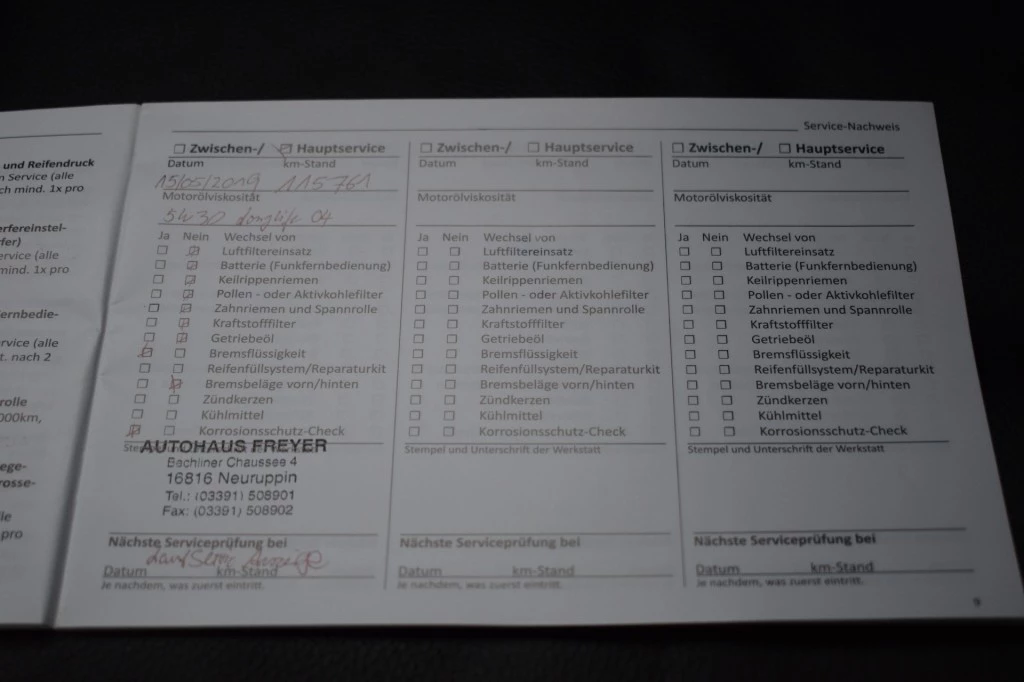 und Reifendruck
n Service (alle
ch mind. 1x pro
erfereinstel-
fer)
ervice (alle
mind. 1x pro
ernbedie-
rvice (alle
t. nach 2
rolle
000km,
ege-
rosse-
lle
pro
Service-Nachweis
☐ Zwischen-/ ☑ Hauptservice
Datum km-Stand
15/05/2019 115761
Motorölviskosität
5W30 Longlife 04
Ja Nein Wechsel von
☐ ☑ Luftfiltereinsatz
☐ ☑ Batterie (Funkfernbedienung)
☐ ☑ Keilrippenriemen
☐ ☑ Pollen - oder Aktivkohlefilter
☐ ☑ Zahnriemen und Spannrolle
☐ ☑ Kraftstofffilter
☐ ☑ Getriebeöl
☑ ☐ Bremsflüssigkeit
☐ ☐ Reifenfüllsystem/Reparaturkit
☐ ☑ Bremsbeläge vorn/hinten
☐ ☐ Zündkerzen
☐ ☐ Kühlmittel
☑ ☐ Korrosionsschutz-Check
AUTOHAUS FREYER
Bechliner Chaussee 4
16816 Neuruppin
Tel.: (03391) 508901
Fax: (03391) 508902
Nächste Serviceprüfung bei
laut Service Anzeige
Datum km-Stand
Je nachdem, was zuerst eintritt.
☐ Zwischen-/ ☐ Hauptservice
Datum km-Stand
Motorölviskosität
Ja Nein Wechsel von
☐ ☐ Luftfiltereinsatz
☐ ☐ Batterie (Funkfernbedienung)
☐ ☐ Keilrippenriemen
☐ ☐ Pollen - oder Aktivkohlefilter
☐ ☐ Zahnriemen und Spannrolle
☐ ☐ Kraftstofffilter
☐ ☐ Getriebeöl
☐ ☐ Bremsflüssigkeit
☐ ☐ Reifenfüllsystem/Reparaturkit
☐ ☐ Bremsbeläge vorn/hinten
☐ ☐ Zündkerzen
☐ ☐ Kühlmittel
☐ ☐ Korrosionsschutz-Check
Stempel und Unterschrift der Werkstatt
Nächste Serviceprüfung bei
Datum km-Stand
Je nachdem, was zuerst eintritt.
☐ Zwischen-/ ☐ Hauptservice
Datum km-Stand
Motorölviskosität
Ja Nein Wechsel von
☐ ☐ Luftfiltereinsatz
☐ ☐ Batterie (Funkfernbedienung)
☐ ☐ Keilrippenriemen
☐ ☐ Pollen - oder Aktivkohlefilter
☐ ☐ Zahnriemen und Spannrolle
☐ ☐ Kraftstofffilter
☐ ☐ Getriebeöl
☐ ☐ Bremsflüssigkeit
☐ ☐ Reifenfüllsystem/Reparaturkit
☐ ☐ Bremsbeläge vorn/hinten
☐ ☐ Zündkerzen
☐ ☐ Kühlmittel
☐ ☐ Korrosionsschutz-Check
Stempel und Unterschrift der Werkstatt
Nächste Serviceprüfung bei
Datum km-Stand
Je nachdem, was zuerst eintritt.
9